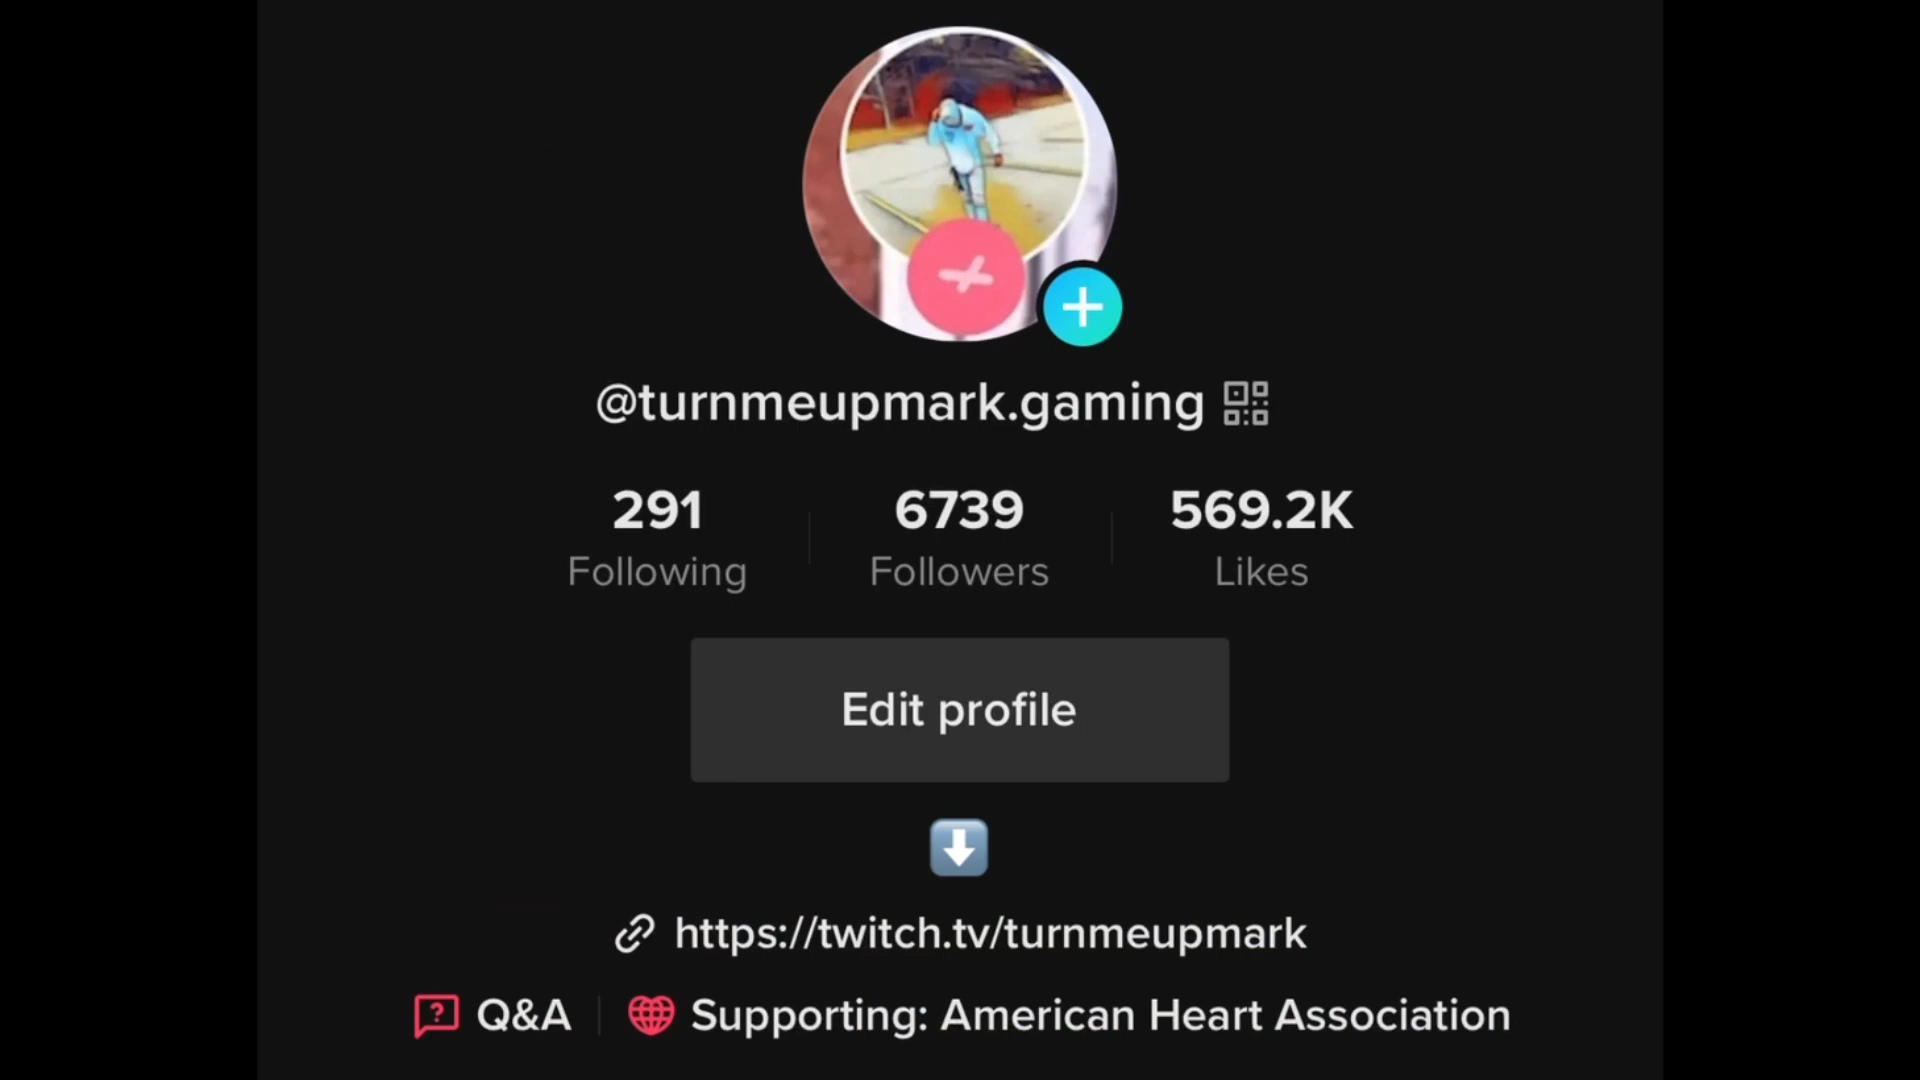 @turnmeupmark.gaming
291 6739 569.2K
Following Followers Likes
Edit profile
https://twitch.tv/turnmeupmark
Q&A Supporting: American Heart Association